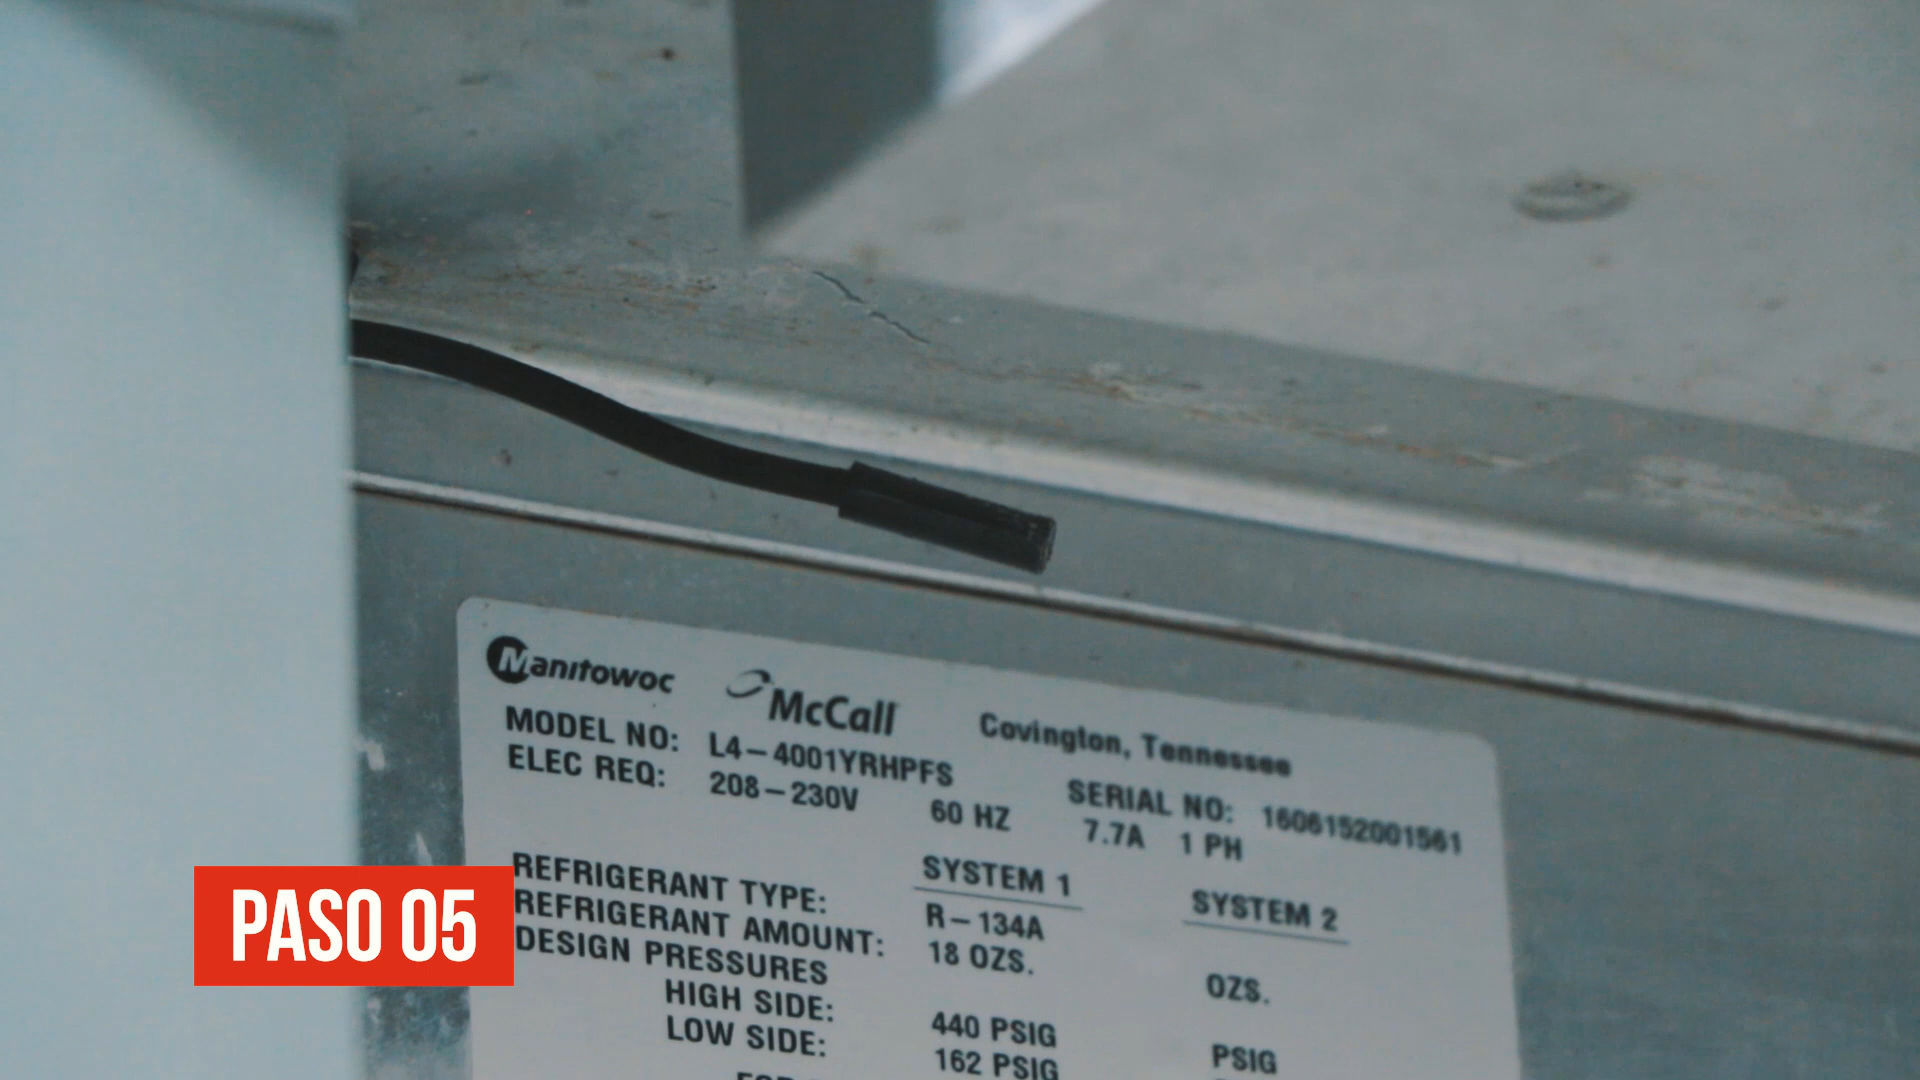 Manitowoc McCall Covington, Tennessee
MODEL NO: L4-4001YRHPFS SERIAL NO: 1606152001561
ELEC REQ: 208-230V 60 HZ 7.7A 1 PH
SYSTEM 1 SYSTEM 2
REFRIGERANT TYPE: R-134A
REFRIGERANT AMOUNT: 18 OZS. OZS.
DESIGN PRESSURES
HIGH SIDE: 440 PSIG PSIG
LOW SIDE: 162 PSIG
PASO 05